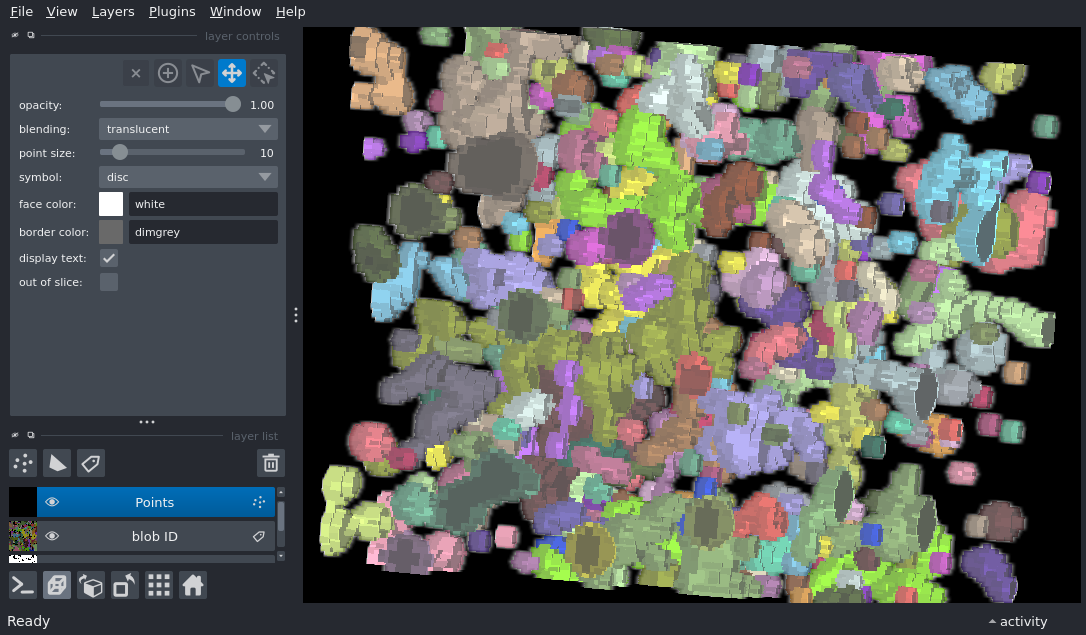 File View Layers Plugins Window Help
layer controls
opacity: 1.00
blending: translucent
point size: 10
symbol: disc
face color: white
border color: dimgrey
display text:
out of slice:
layer list
Points
blob ID
Ready
activity